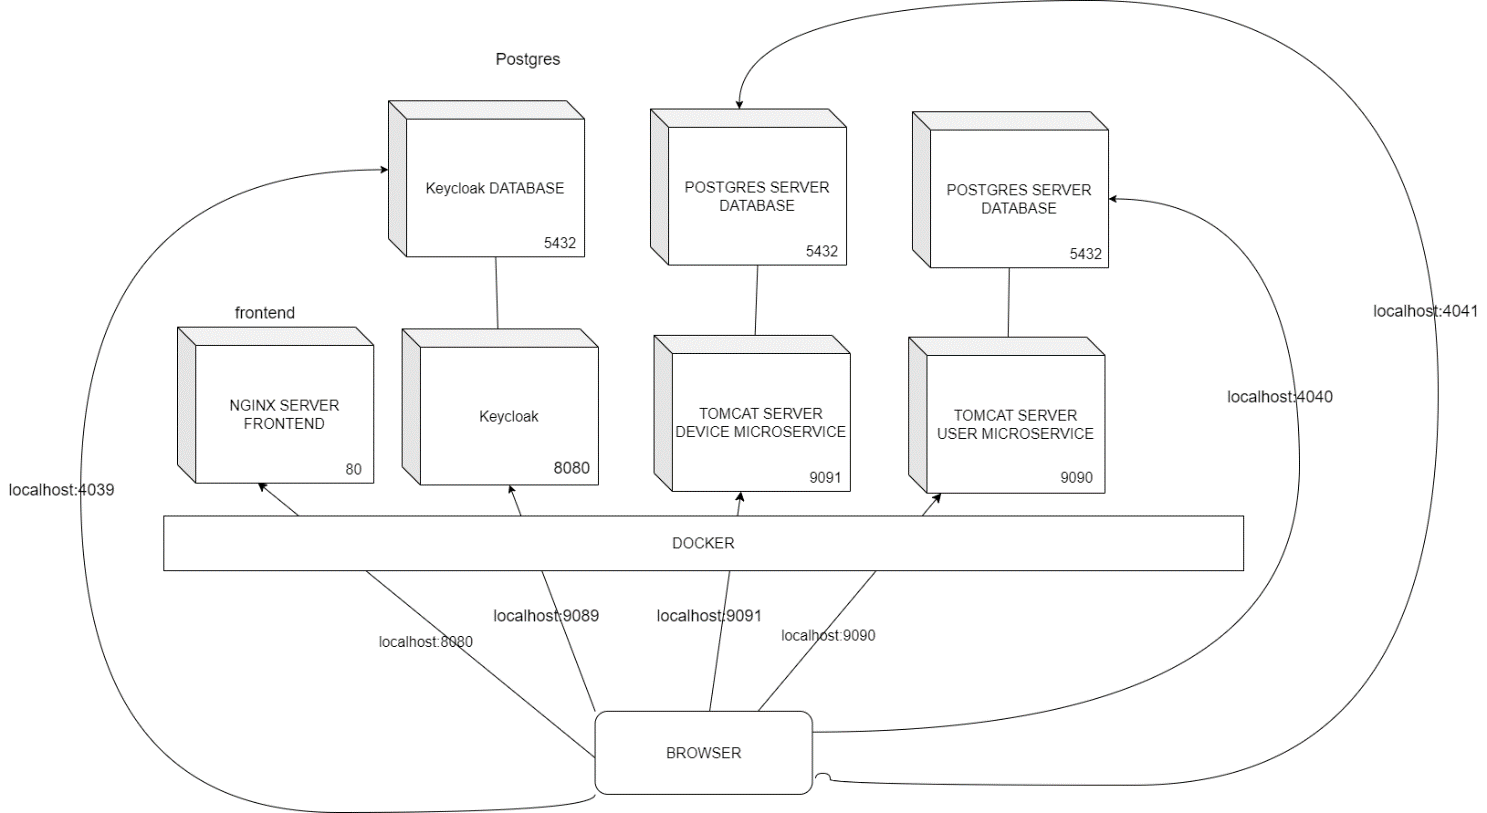 Postgres
Keycloak DATABASE
5432
POSTGRES SERVER
DATABASE
5432
POSTGRES SERVER
DATABASE
5432
localhost:4041
localhost:4040
frontend
NGINX SERVER
FRONTEND
80
Keycloak
8080
TOMCAT SERVER
DEVICE MICROSERVICE
9091
TOMCAT SERVER
USER MICROSERVICE
9090
localhost:4039
DOCKER
localhost:8080
localhost:9089
localhost:9091
localhost:9090
BROWSER